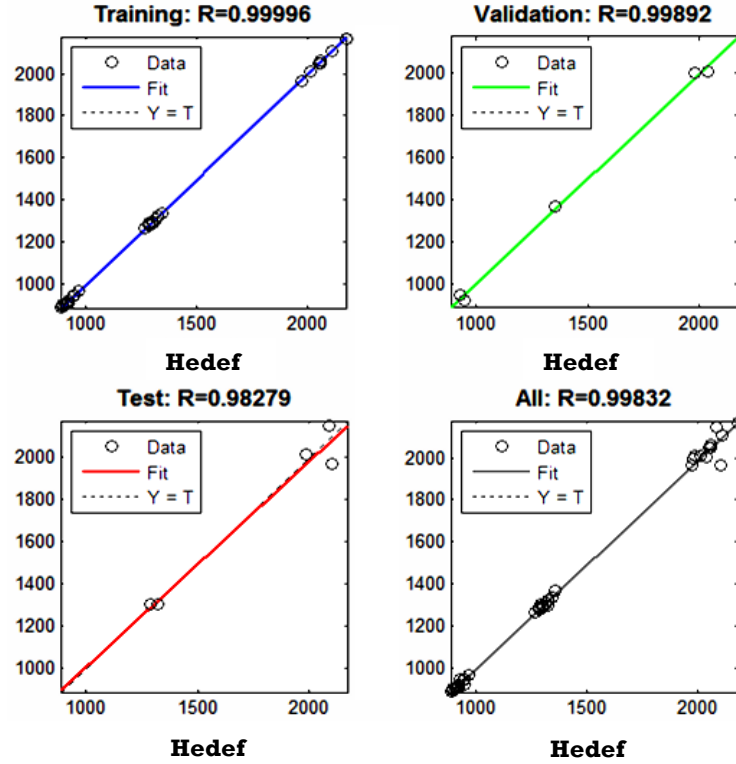 Training: R=0.99996
Data
Fit
Y = T
2000
1800
1600
1400
1200
1000
1000 1500 2000
Hedef
Validation: R=0.99892
Data
Fit
Y = T
2000
1800
1600
1400
1200
1000
1000 1500 2000
Hedef
Test: R=0.98279
Data
Fit
Y = T
2000
1800
1600
1400
1200
1000
1000 1500 2000
Hedef
All: R=0.99832
Data
Fit
Y = T
2000
1800
1600
1400
1200
1000
1000 1500 2000
Hedef